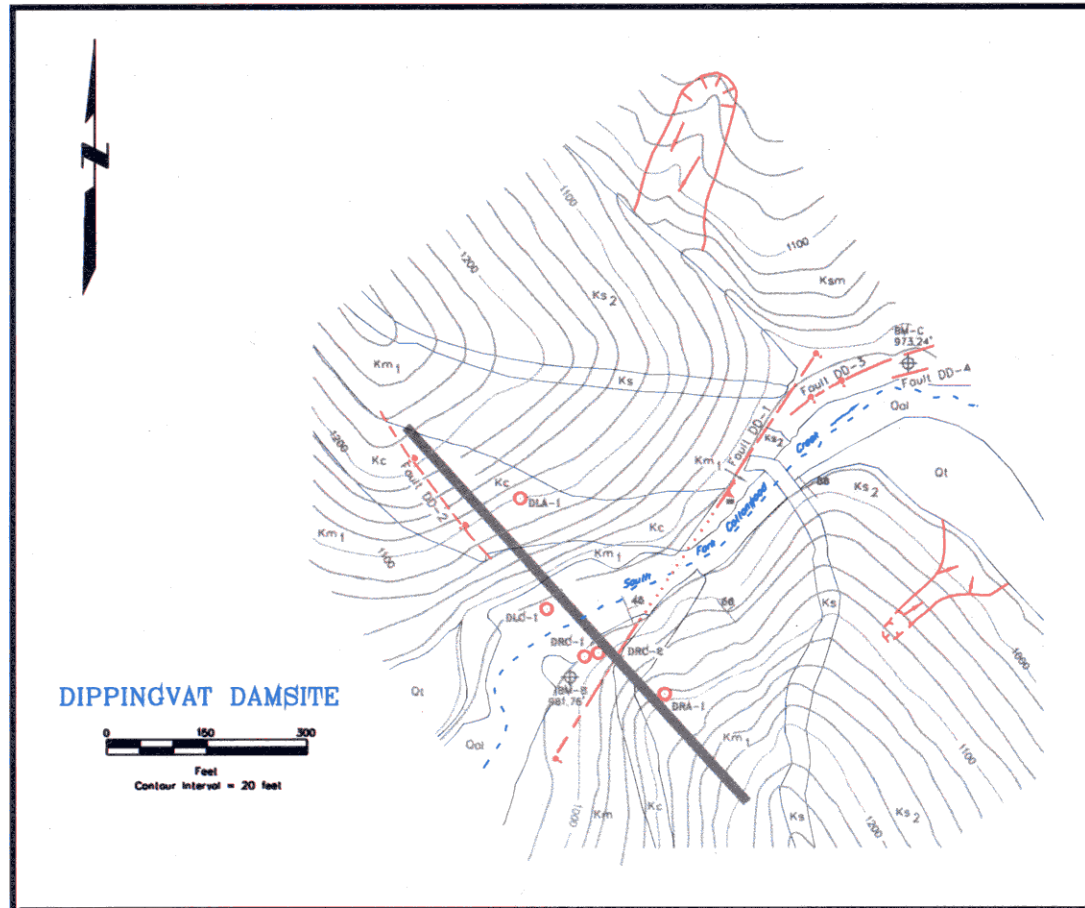 N
1100
1200
1100
Ks2
Ksm
BM-C
973.24'
Km1
Ks
Fault DD-3
Fault DD-4
Qal
Fault DD-1
Ks2
1200
Kc
Fault DD-2
Kc
DLA-1
Km1
88
Ks2
Qt
Km1
Kc
South Fork Cottonwood Creek
1100
Km1
46
66
Ks
DLC-1
DRC-1
DRC-2
1000
DIPPINGVAT DAMSITE
Qt
BM-B
981.76'
DRA-1
0 150 300
Feet
Contour Interval = 20 feet
Qal
Km1
1100
1000
Km
Kc
Ks
1200
Ks2